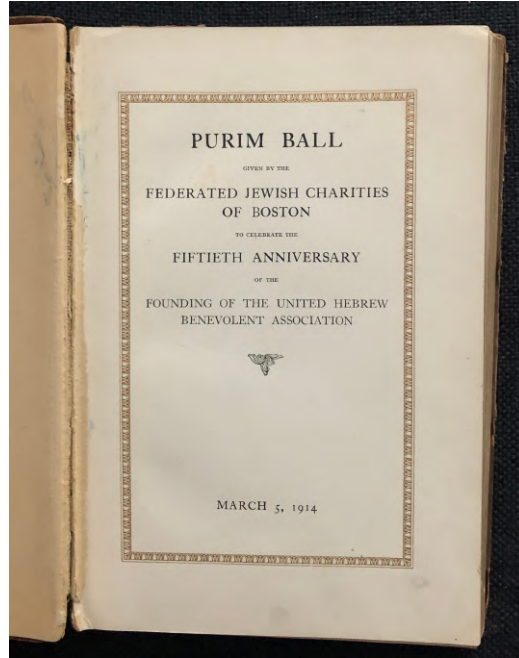 PURIM BALL
GIVEN BY THE
FEDERATED JEWISH CHARITIES
OF BOSTON
TO CELEBRATE THE
FIFTIETH ANNIVERSARY
OF THE
FOUNDING OF THE UNITED HEBREW
BENEVOLENT ASSOCIATION
MARCH 5, 1914